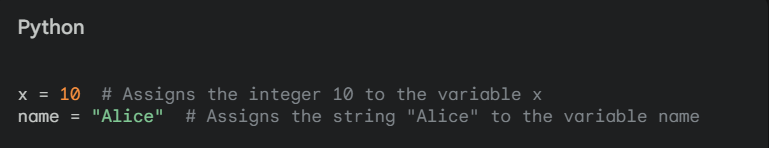 Python
x = 10  # Assigns the integer 10 to the variable x
name = "Alice"  # Assigns the string "Alice" to the variable name